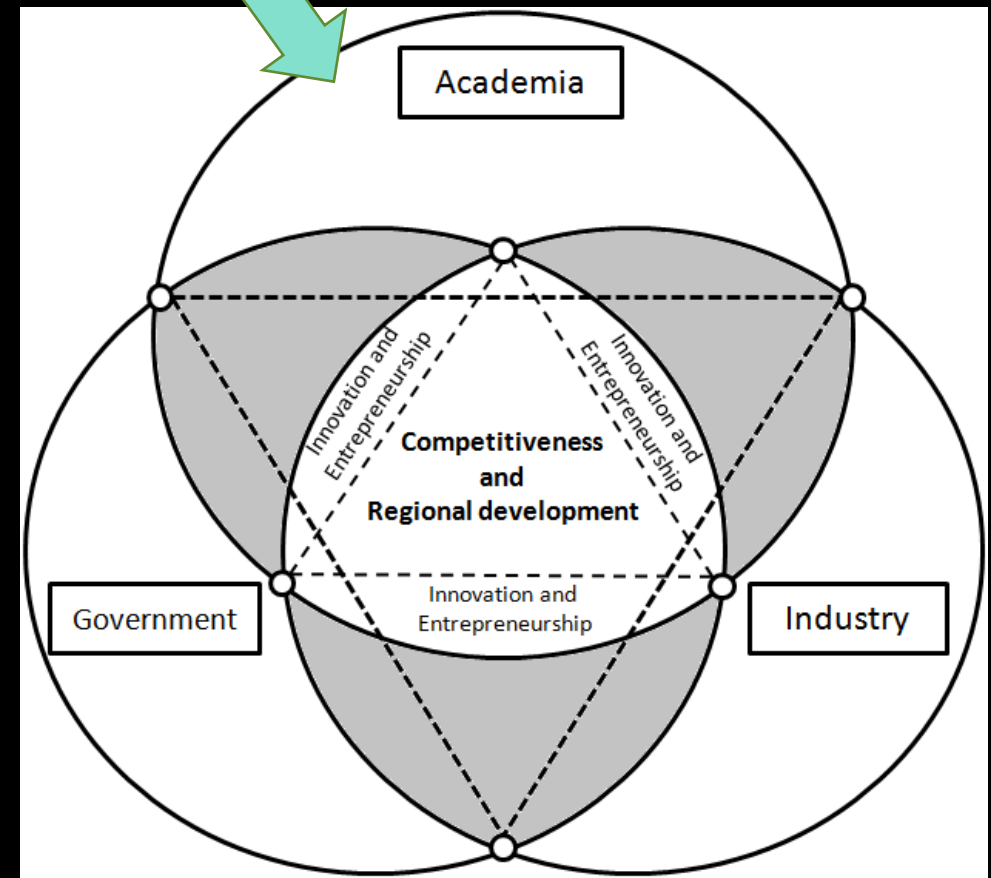 Academia
Innovation and
Entrepreneurship
Innovation and
Entrepreneurship
Competitiveness
and
Regional development
Innovation and
Entrepreneurship
Government
Industry